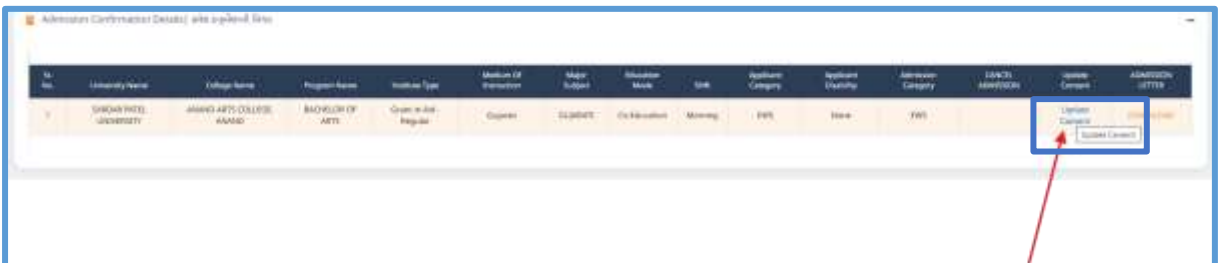 Admission Confirmation Details|
Sr. No.
University Name
College Name
Program Name
Institute Type
Medium Of Instruction
Major Subject
Education Mode
Shift
Applicant Category
Applicant Disability
Admission Category
CANCEL ADMISSION
Update Consent
ADMISSION LETTER
1
SARDAR PATEL UNIVERSITY
ANAND ARTS COLLEGE ANAND
BACHELOR OF ARTS
Grant in Aid - Regular
Gujarati
GUJARATI
Co-Education
Morning
EWS
None
EWS
Update Consent
Update Consent